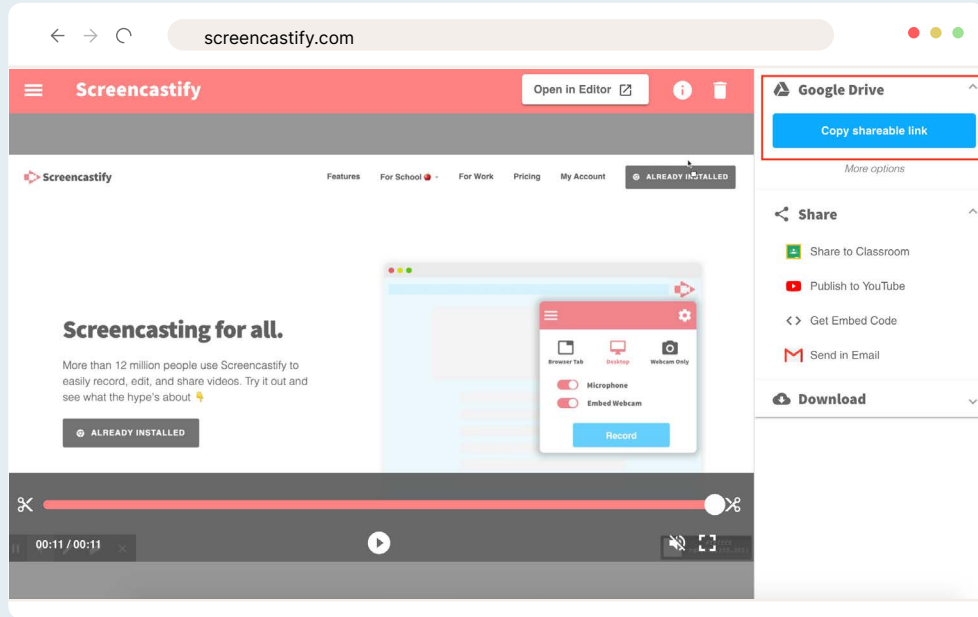 screencastify.com
Screencastify
Open in Editor
Google Drive
Copy shareable link
More options
Screencastify
Features
For School
For Work
Pricing
My Account
ALREADY INSTALLED
Share
Share to Classroom
Publish to YouTube
Get Embed Code
Send in Email
Download
Screencasting for all.
More than 12 million people use Screencastify to
easily record, edit, and share videos. Try it out and
see what the hype's about 👇
ALREADY INSTALLED
Browser Tab
Desktop
Webcam Only
Microphone
Embed Webcam
Record
00:11 / 00:11